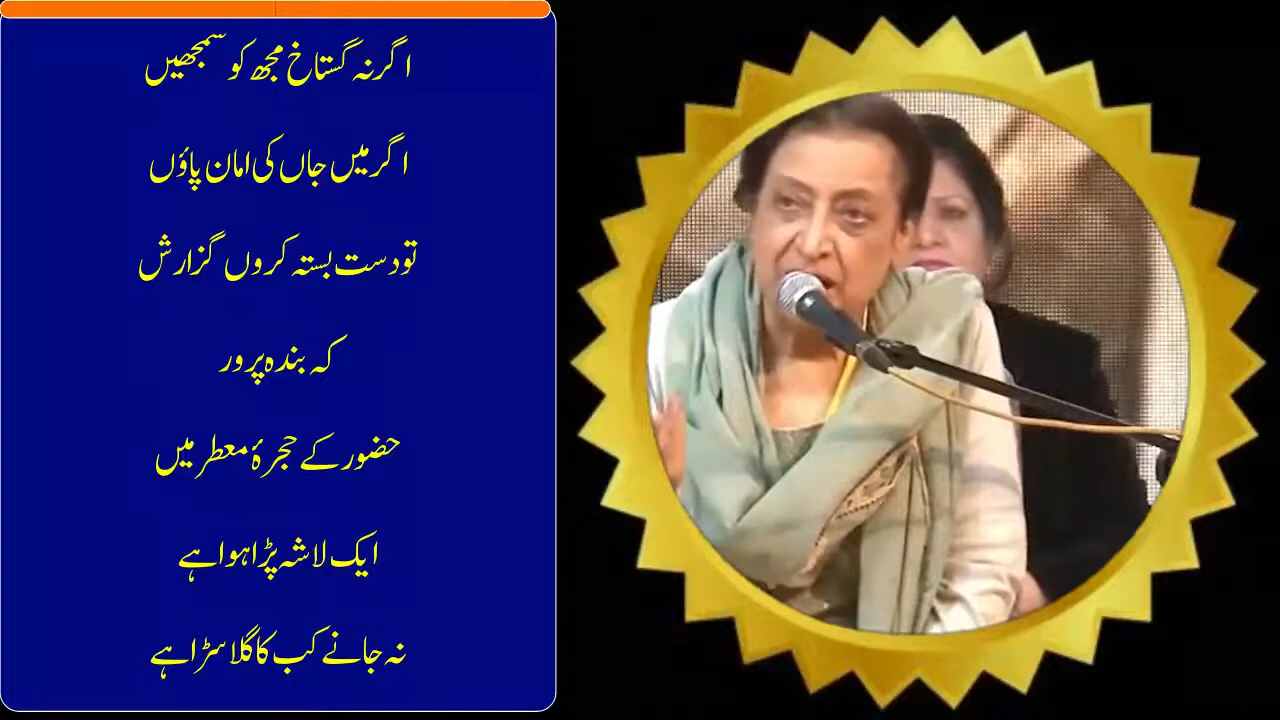 اگر نہ گستاخ مجھ کو سمجھیں
اگر میں جاں کی امان پاؤں
تو دست بستہ کروں گزارش
کہ بندہ پرور
حضور کے حجرۂ معطر میں
ایک لاشہ پڑا ہوا ہے
نہ جانے کب کا گلا سڑا ہے